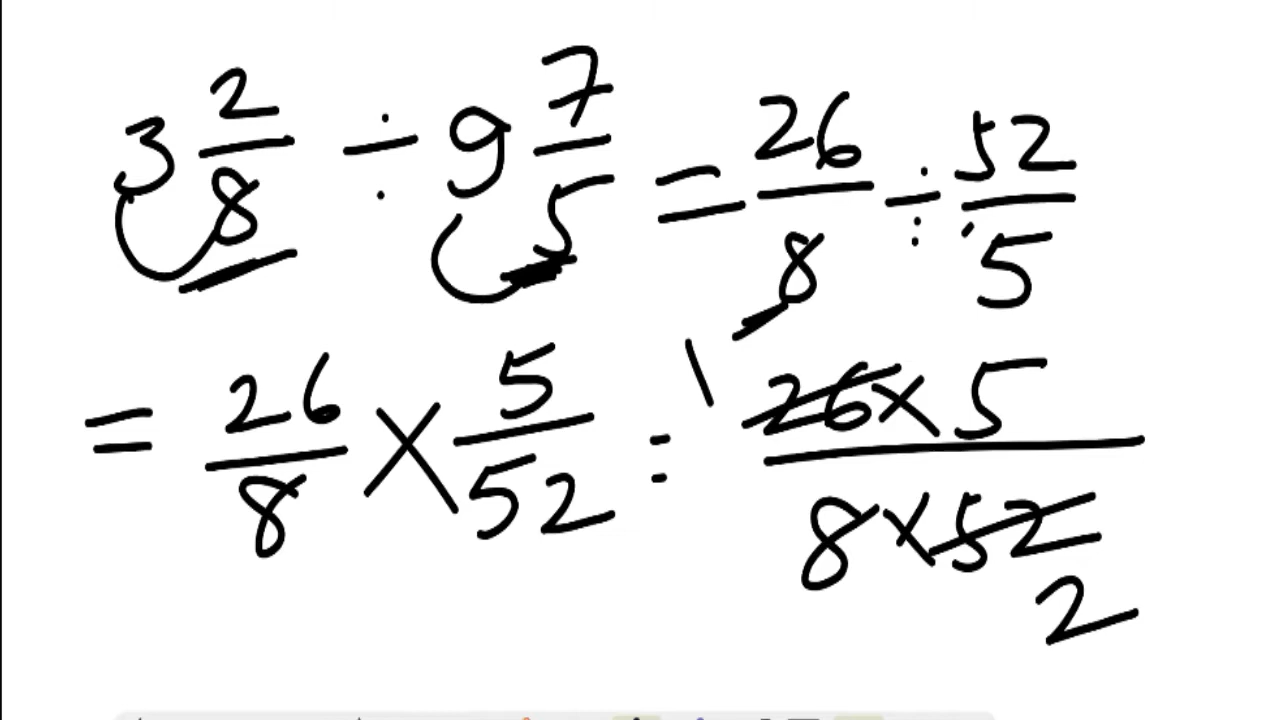 3 2/8 ÷ 9 7/5 = 26/8 ÷ 52/5
= 26/8 × 5/52 = 1 26×5/8×52 2